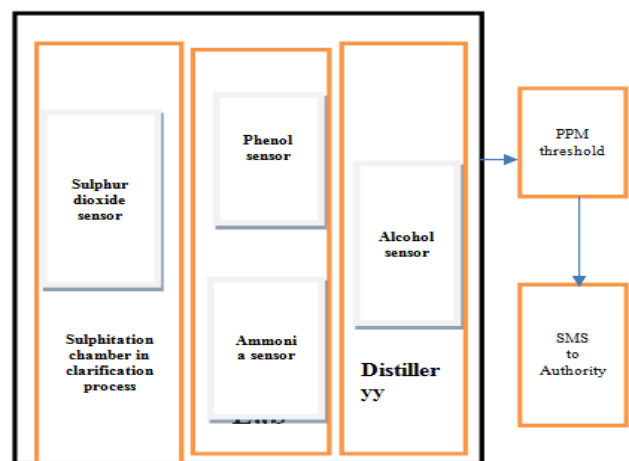 Sulphur
dioxide
sensor
Sulphitation
chamber in
clarification
process
Phenol
sensor
Ammoni
a sensor
Alcohol
sensor
Distiller
yy
PPM
threshold
SMS
to
Authority